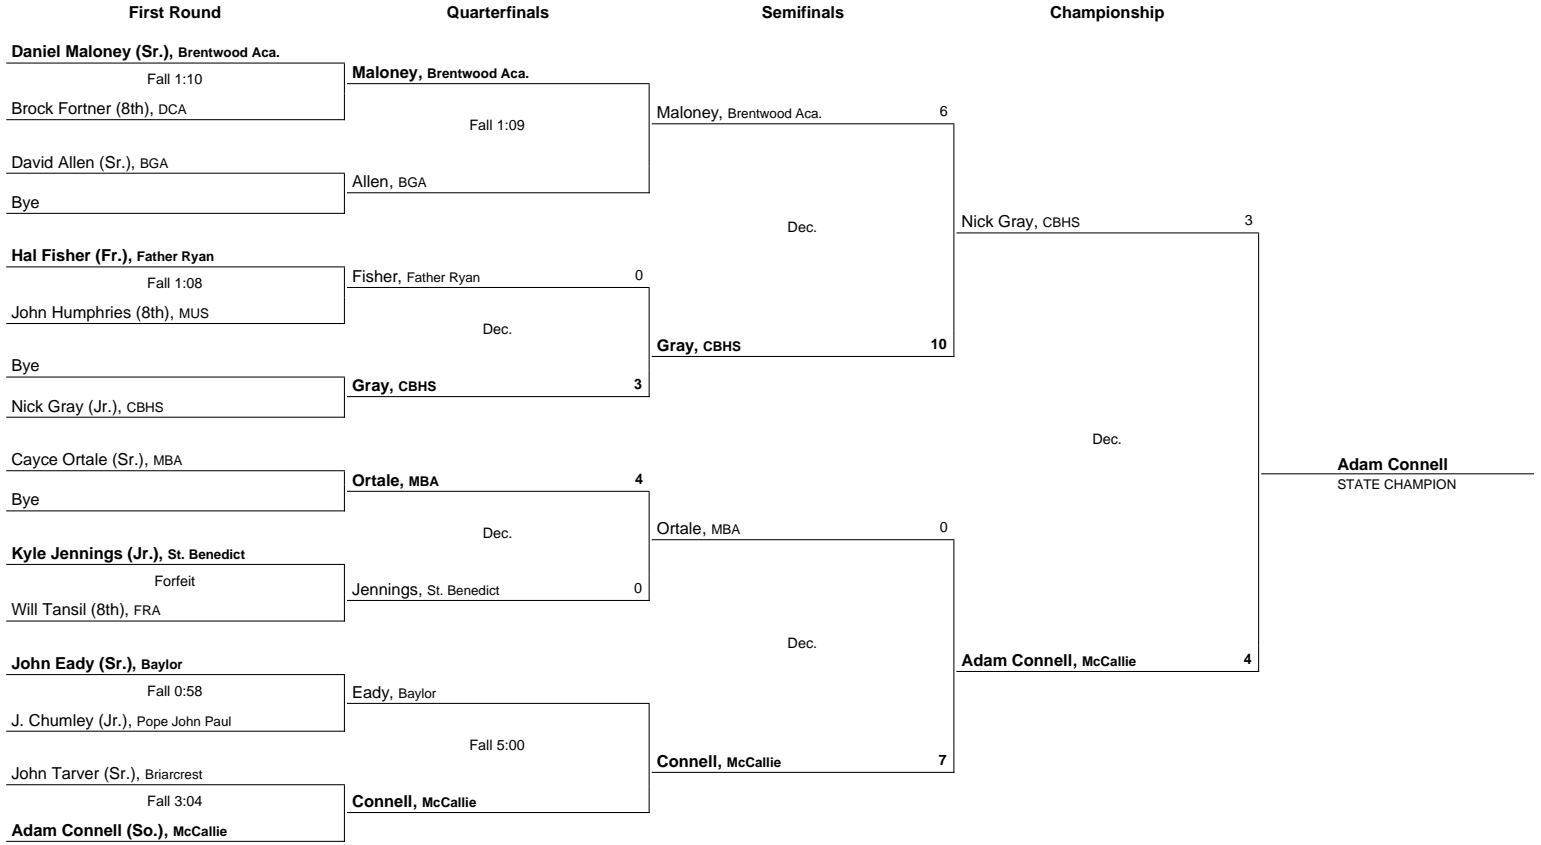 First Round Quarterfinals Semifinals Championship
Daniel Maloney (Sr.), Brentwood Aca.
Fall 1:10
Brock Fortner (8th), DCA
David Allen (Sr.), BGA
Bye
Hal Fisher (Fr.), Father Ryan
Fall 1:08
John Humphries (8th), MUS
Bye
Nick Gray (Jr.), CBHS
Cayce Ortale (Sr.), MBA
Bye
Kyle Jennings (Jr.), St. Benedict
Forfeit
Will Tansil (8th), FRA
John Eady (Sr.), Baylor
Fall 0:58
J. Chumley (Jr.), Pope John Paul
John Tarver (Sr.), Briarcrest
Fall 3:04
Adam Connell (So.), McCallie
Maloney, Brentwood Aca.
Fall 1:09
Allen, BGA
Fisher, Father Ryan 0
Dec.
Gray, CBHS 3
Ortale, MBA 4
Dec.
Jennings, St. Benedict 0
Eady, Baylor
Fall 5:00
Connell, McCallie
Maloney, Brentwood Aca. 6
Dec.
Gray, CBHS 10
Ortale, MBA 0
Dec.
Connell, McCallie 7
Nick Gray, CBHS 3
Dec.
Adam Connell, McCallie 4
Adam Connell
STATE CHAMPION